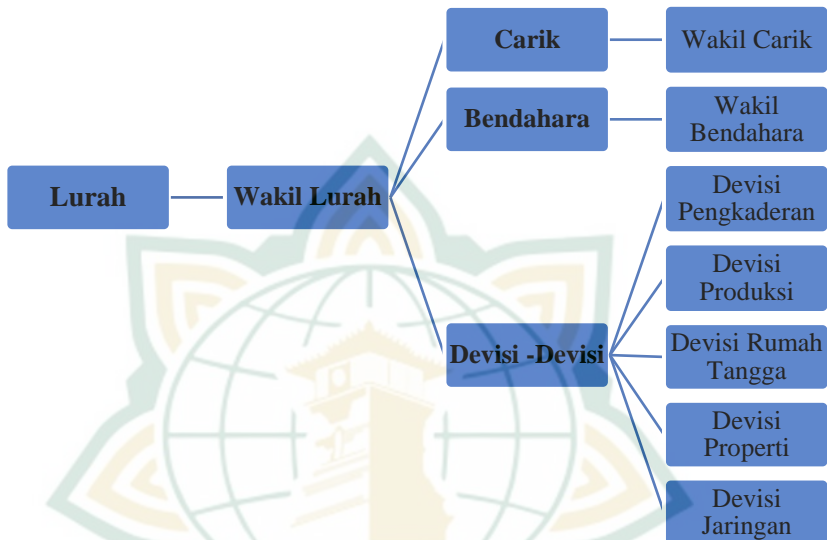 Carik
Wakil Carik
Bendahara
Wakil
Bendahara
Lurah
Wakil Lurah
Devisi
Pengkaderan
Devisi
Produksi
Devisi -Devisi
Devisi Rumah
Tangga
Devisi
Properti
Devisi
Jaringan